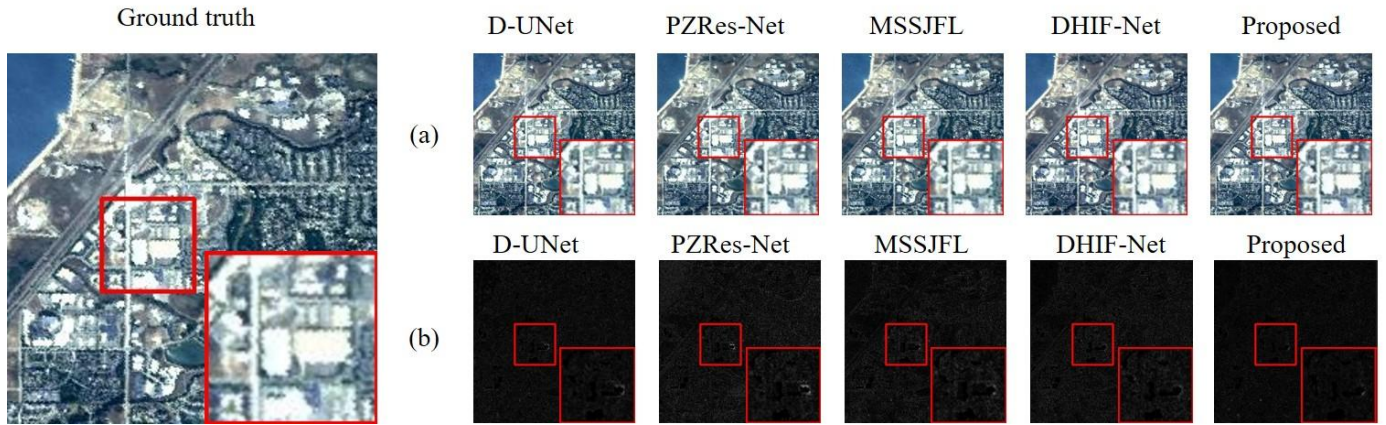 Ground truth
D-UNet PZRes-Net MSSJFL DHIF-Net Proposed
(a)
D-UNet PZRes-Net MSSJFL DHIF-Net Proposed
(b)